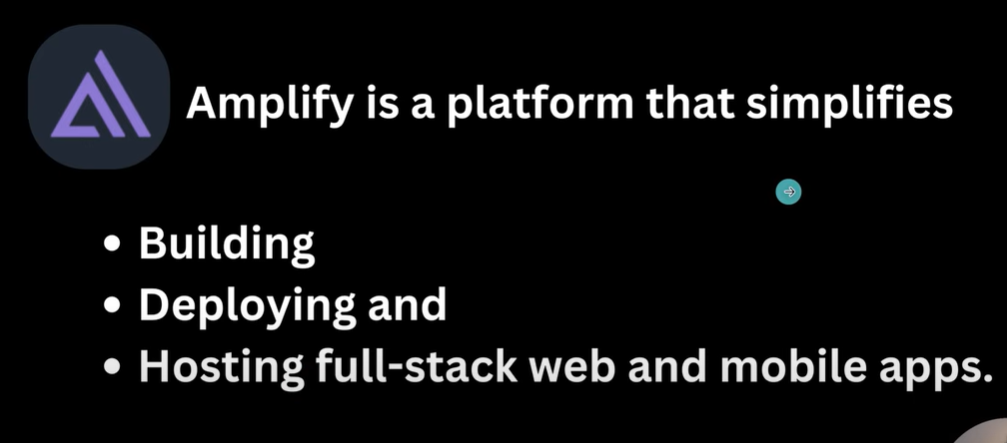 Amplify is a platform that simplifies
• Building
• Deploying and
• Hosting full-stack web and mobile apps.